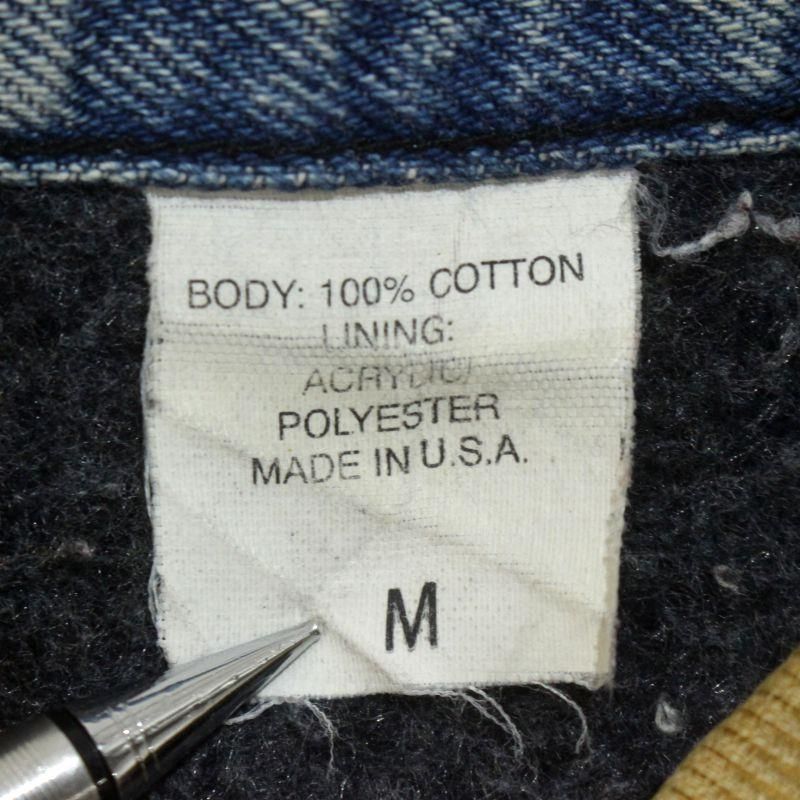 BODY: 100% COTTON
LINING:
ACRYLIC/
POLYESTER
MADE IN U.S.A.
M